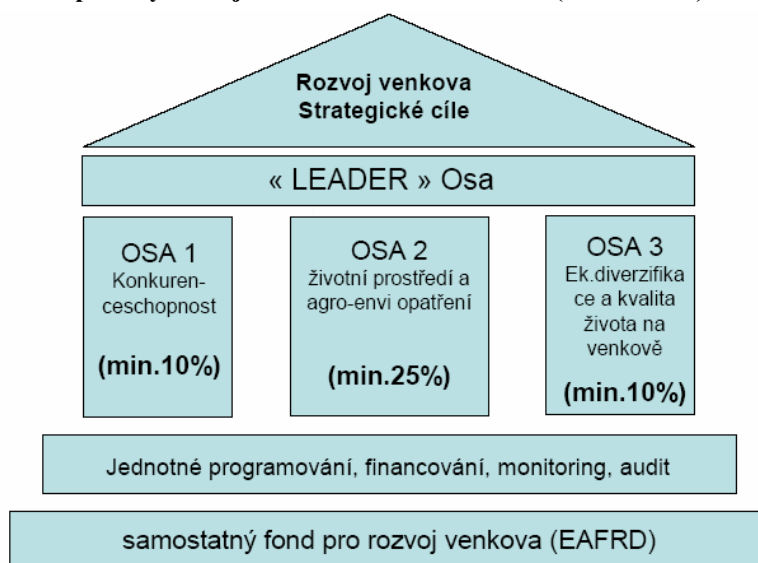 Rozvoj venkova
Strategické cíle
« LEADER » Osa
OSA 1
Konkuren-
ceschopnost
(min.10%)
OSA 2
životní prostředí a
agro-envi opatření
(min.25%)
OSA 3
Ek.diverzifika
ce a kvalita
života na
venkově
(min.10%)
Jednotné programování, financování, monitoring, audit
samostatný fond pro rozvoj venkova (EAFRD)